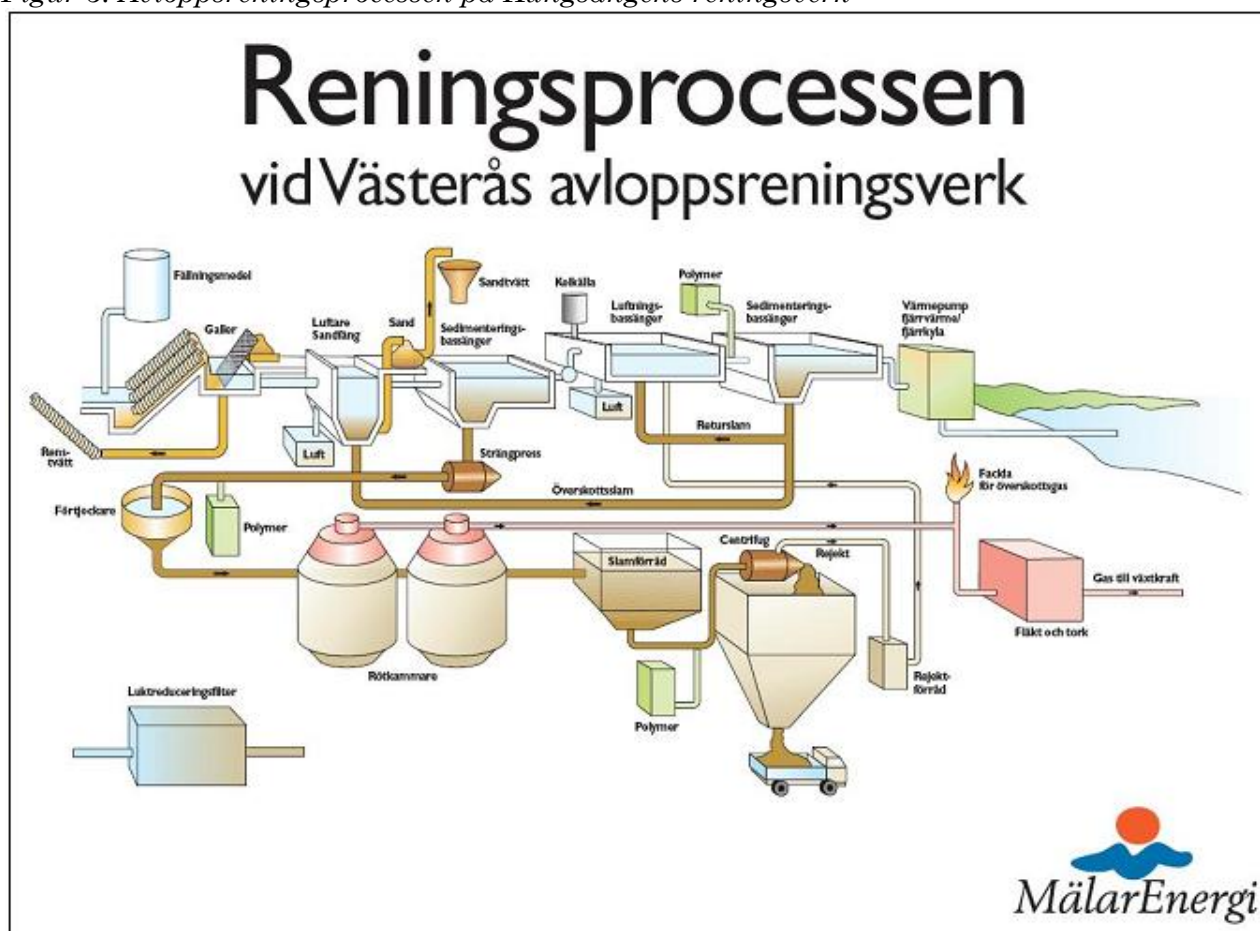 Reningsprocessen
vid Västerås avloppsreningsverk
Fällningsmedel
Galler
Luftare
Sandfång
Sand
Sandtvätt
Sedimenterings-
bassänger
Kolkälla
Luftnings-
bassänger
Polymer
Sedimenterings-
bassänger
Värmepump
fjärrvärme/
fjärrkyla
Luft
Luft
Rens-
tvätt
Returslam
Strängpress
Överskottsslam
Fackla
för överskottsgas
Förtjockare
Polymer
Centrifug
Rejekt
Slamförråd
Gas till växtkraft
Fläkt och tork
Rötkammare
Rejekt-
förråd
Polymer
Luktreduceringsfilter
MälarEnergi